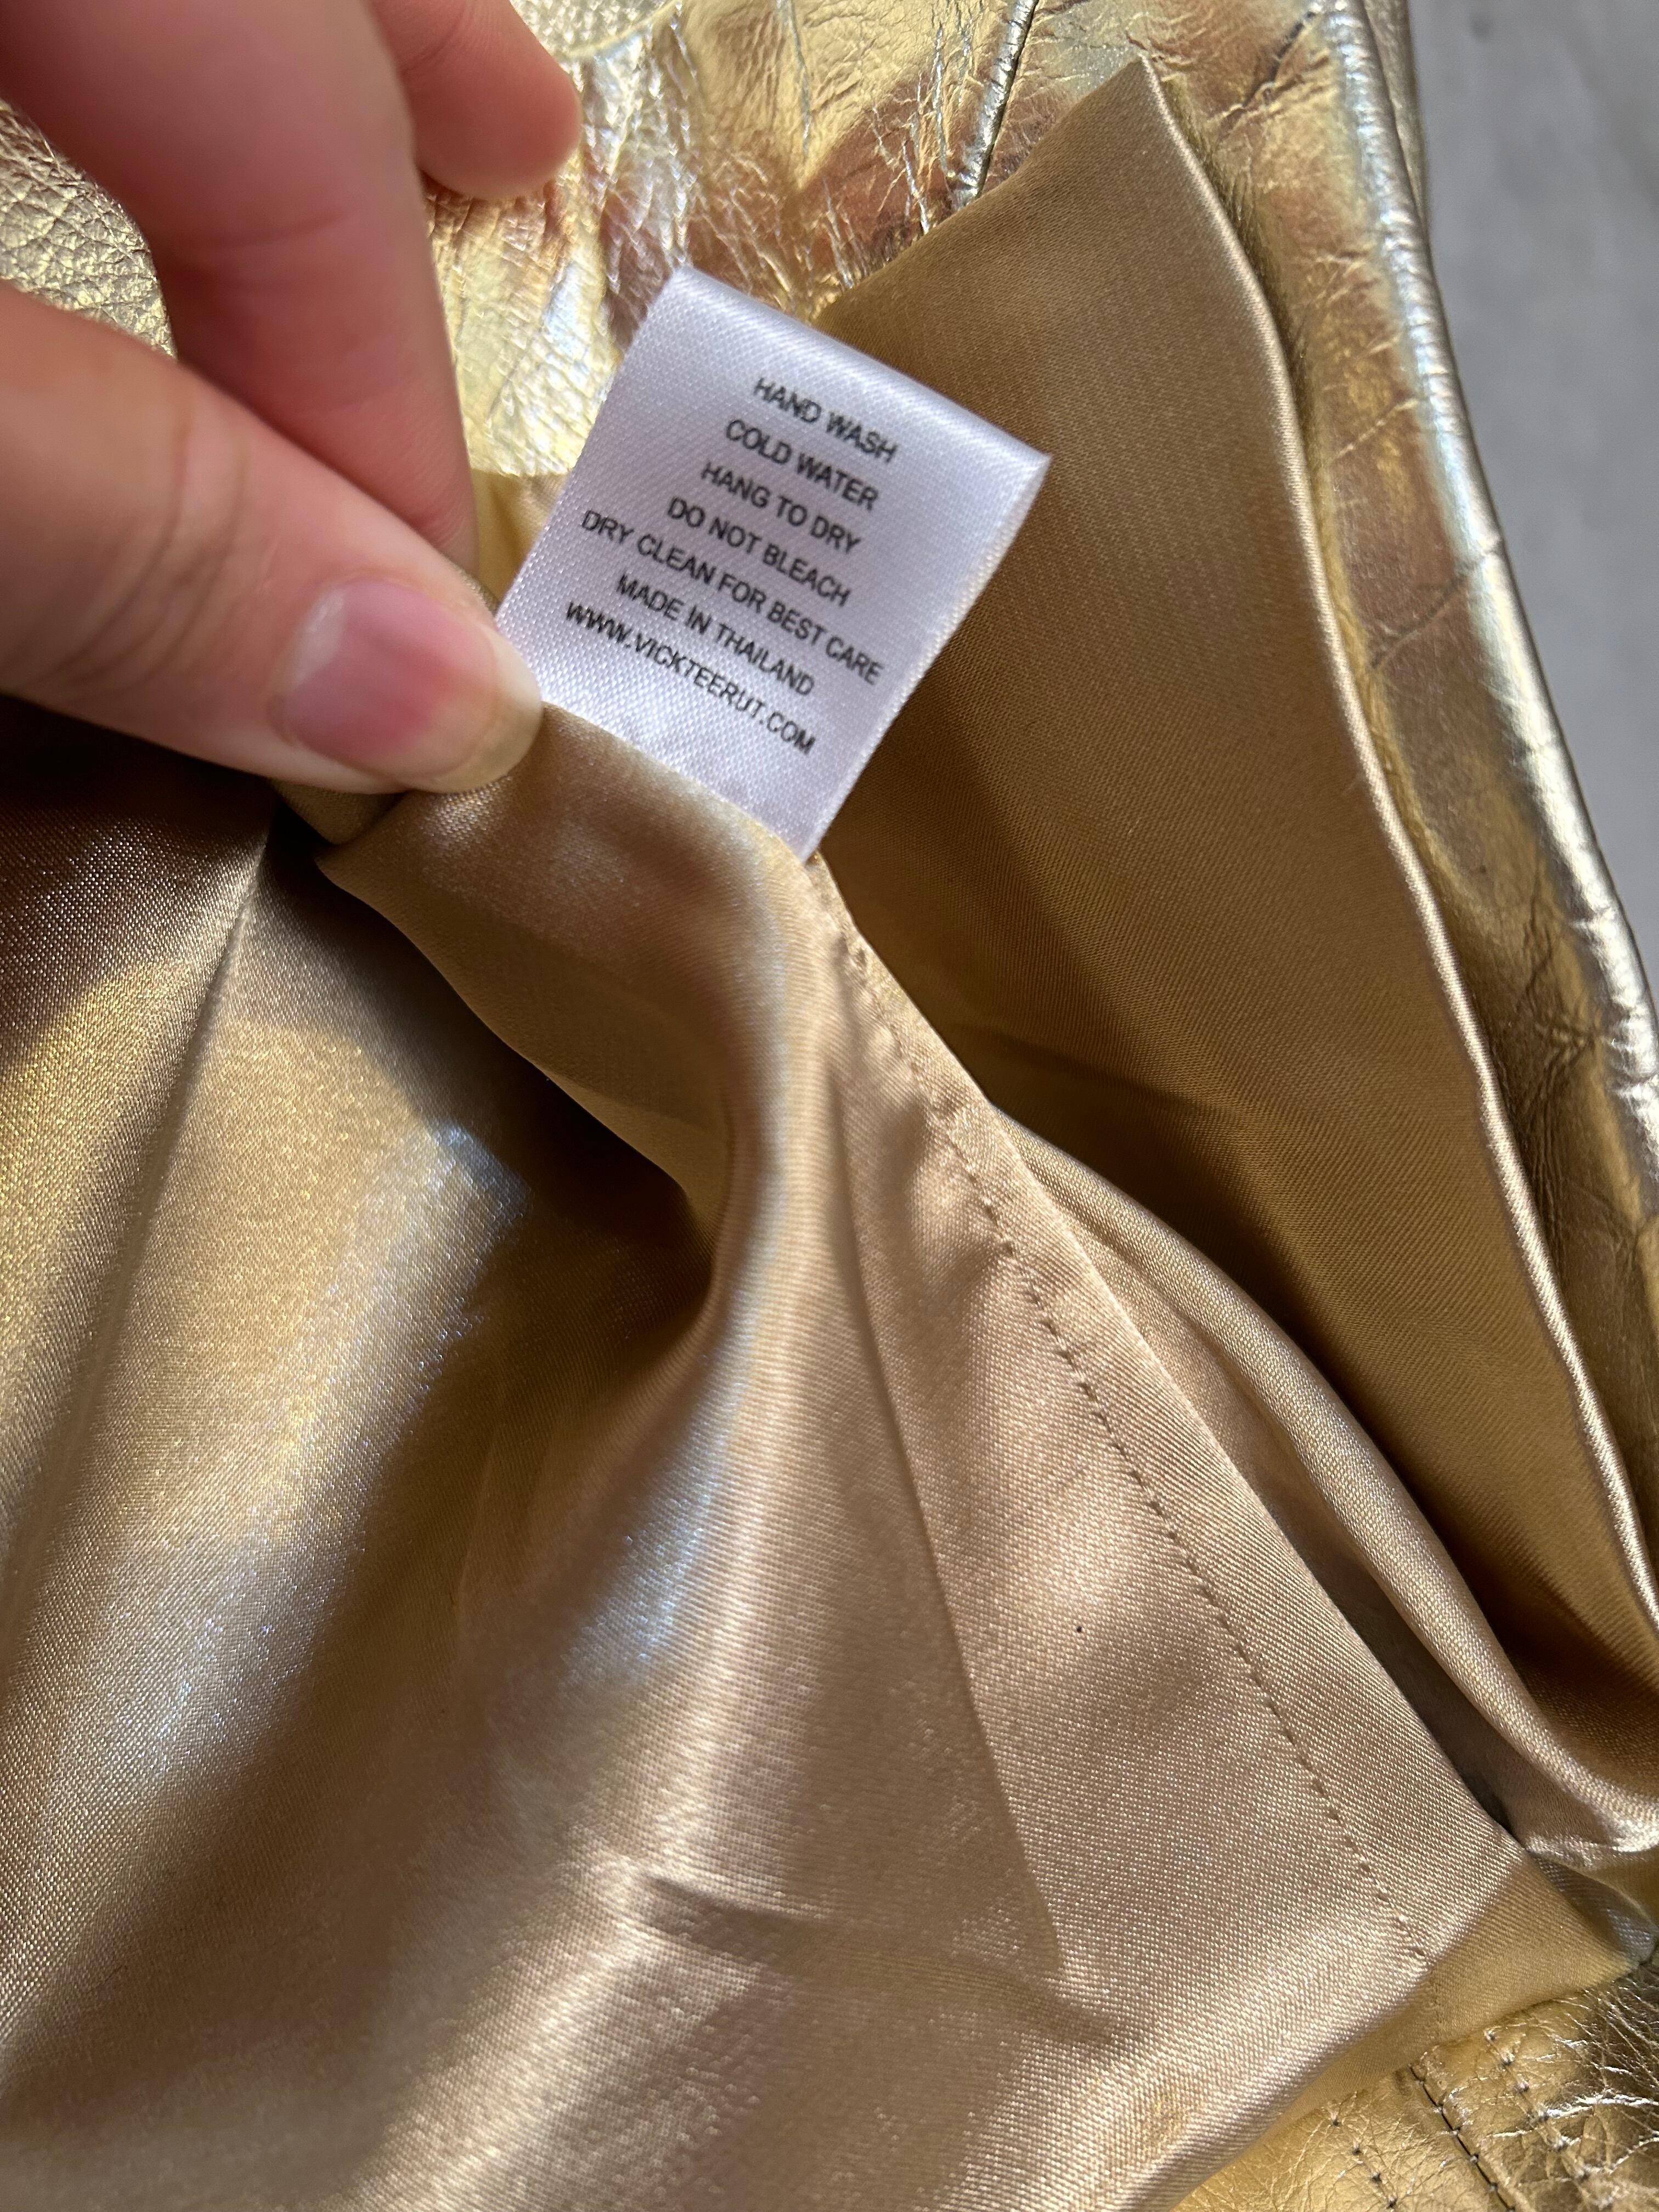 HAND WASH
COLD WATER
HANG TO DRY
DO NOT BLEACH
DRY CLEAN FOR BEST CARE
MADE IN THAILAND
WWW.VICKTEERUT.COM